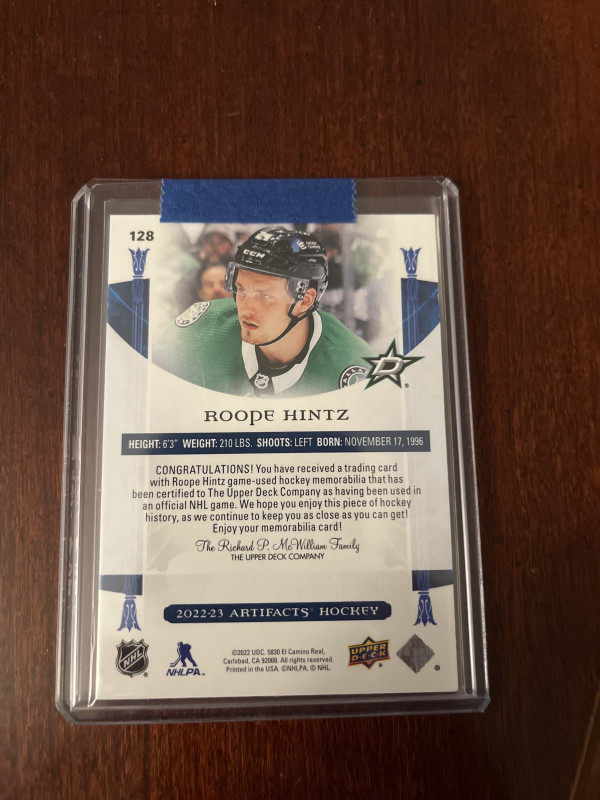 128
CCM
ROOPE HINTZ
HEIGHT: 6'3" WEIGHT: 210 LBS. SHOOTS: LEFT BORN: NOVEMBER 17, 1996
CONGRATULATIONS! You have received a trading card
with Roope Hintz game-used hockey memorabilia that has
been certified to The Upper Deck Company as having been used in
an official NHL game. We hope you enjoy this piece of hockey
history, as we continue to keep you as close as you can get!
Enjoy your memorabilia card!
The Richard P. McWilliam Family
THE UPPER DECK COMPANY
2022-23 ARTIFACTS® HOCKEY
NHL
NHLPA™
©2022 UDC. 5830 El Camino Real,
Carlsbad, CA 92008. All rights reserved.
Printed in the USA. ©NHLPA. © NHL.
UPPER
DECK